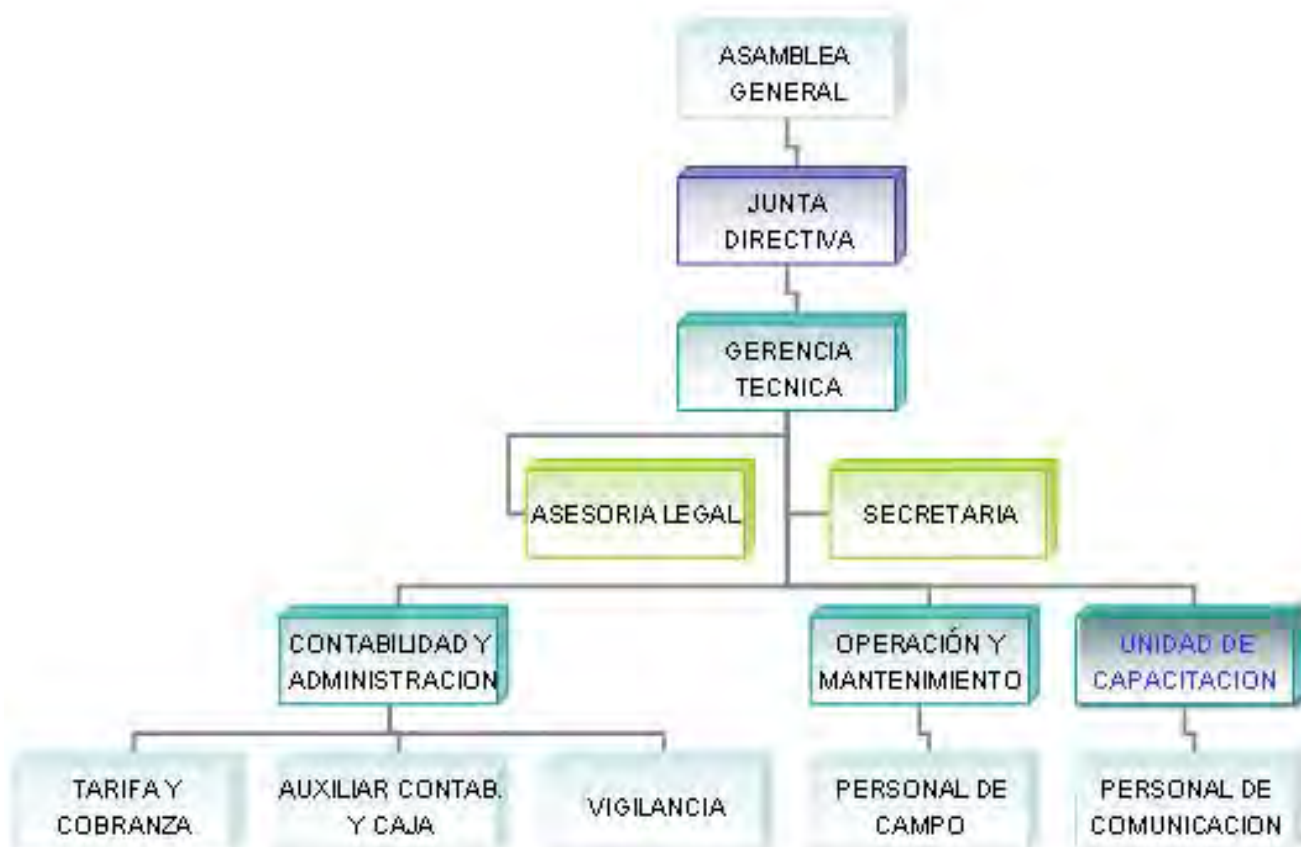 ASAMBLEA
GENERAL
JUNTA
DIRECTIVA
GERENCIA
TECNICA
ASESORIA LEGAL
SECRETARIA
CONTABILIDAD Y
ADMINISTRACION
OPERACIÓN Y
MANTENIMIENTO
UNIDAD DE
CAPACITACION
TARIFA Y
COBRANZA
AUXILIAR CONTAB.
Y CAJA
VIGILANCIA
PERSONAL DE
CAMPO
PERSONAL DE
COMUNICACION